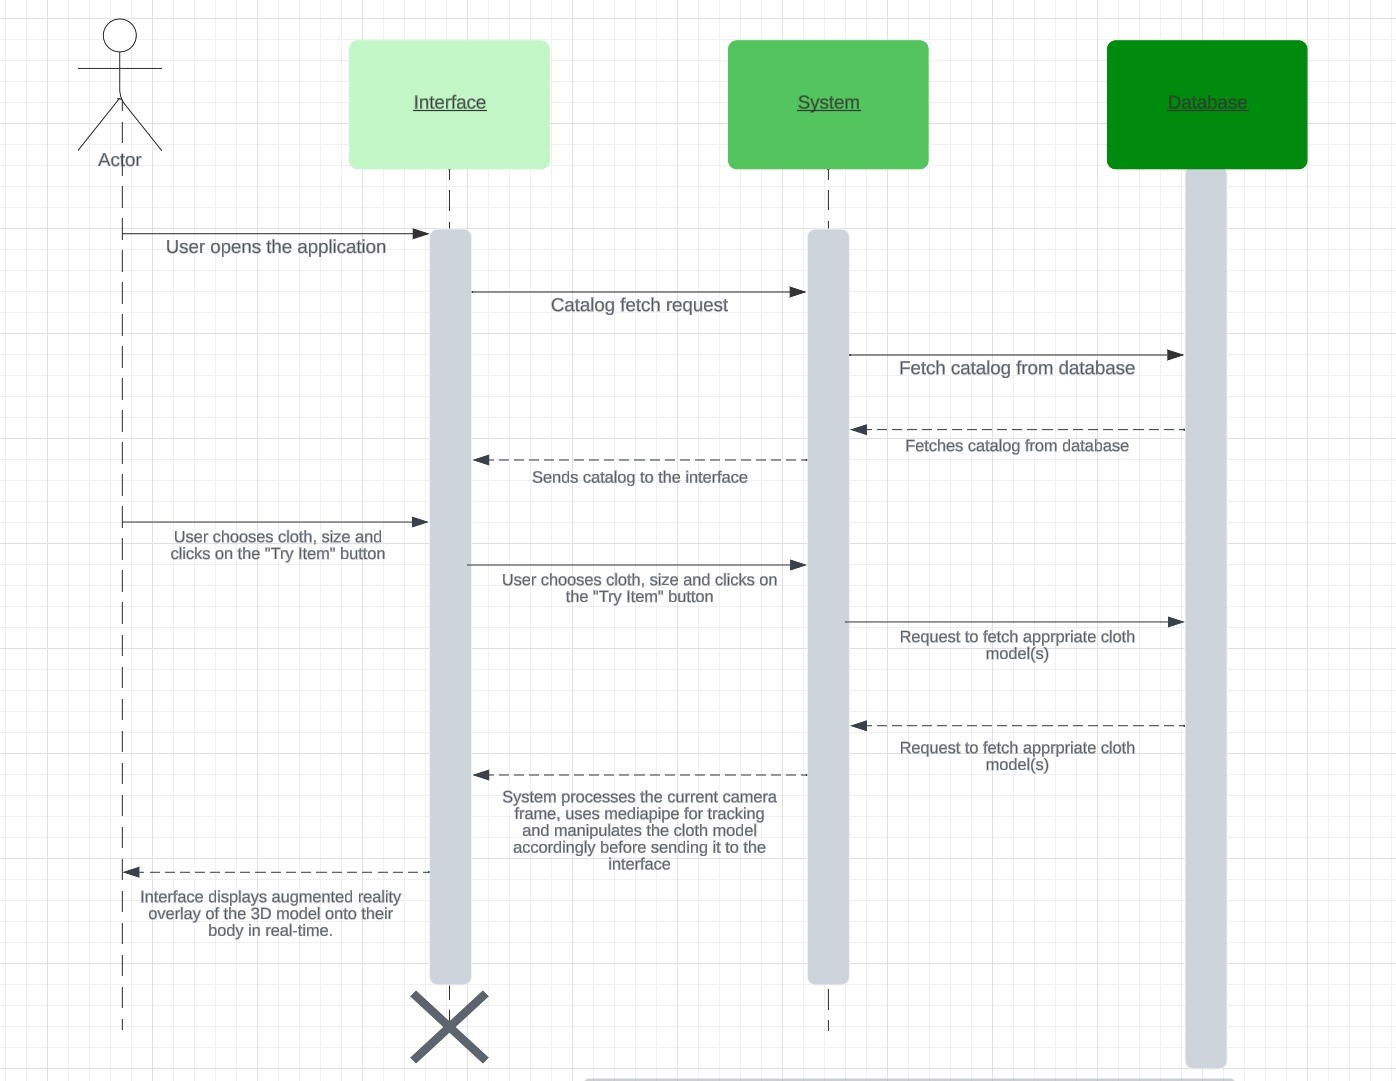 Actor
Interface
System
Database
User opens the application
Catalog fetch request
Fetch catalog from database
Fetches catalog from database
Sends catalog to the interface
User chooses cloth, size and
clicks on the "Try Item" button
User chooses cloth, size and clicks on
the "Try Item" button
Request to fetch apprpriate cloth
model(s)
Request to fetch apprpriate cloth
model(s)
System processes the current camera
frame, uses mediapipe for tracking
and manipulates the cloth model
accordingly before sending it to the
interface
Interface displays augmented reality
overlay of the 3D model onto their
body in real-time.